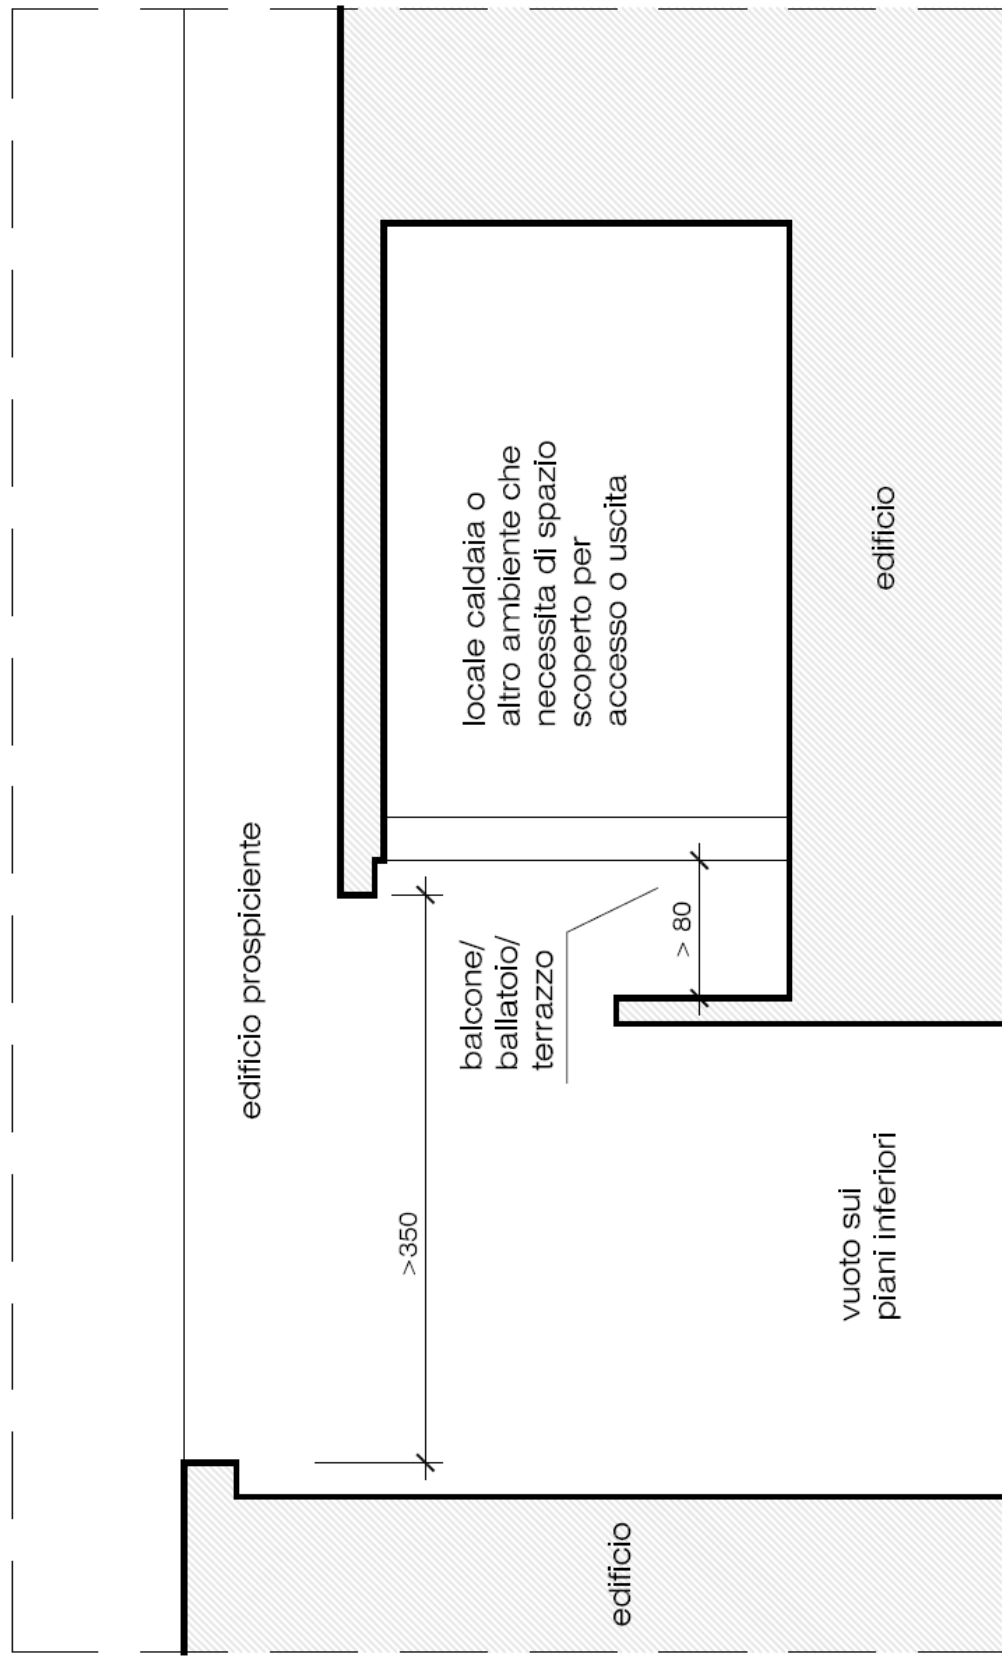 edificio prospiciente
>350
balcone/
ballatoio/
terrazzo
locale caldaia o
altro ambiente che
necessita di spazio
scoperto per
accesso o uscita
> 80
edificio
vuoto sui
piani inferiori
edificio